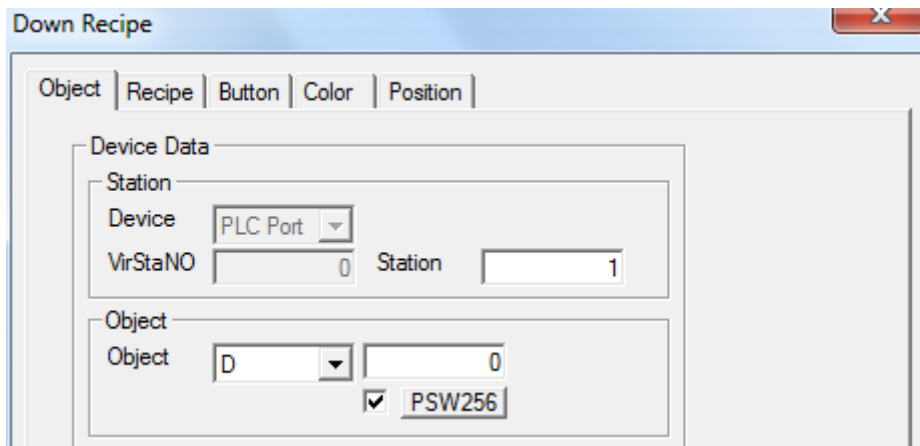 Down Recipe
Object Recipe Button Color Position
Device Data
Station
Device PLC Port
VirStaNO 0 Station 1
Object
Object D 0
PSW256